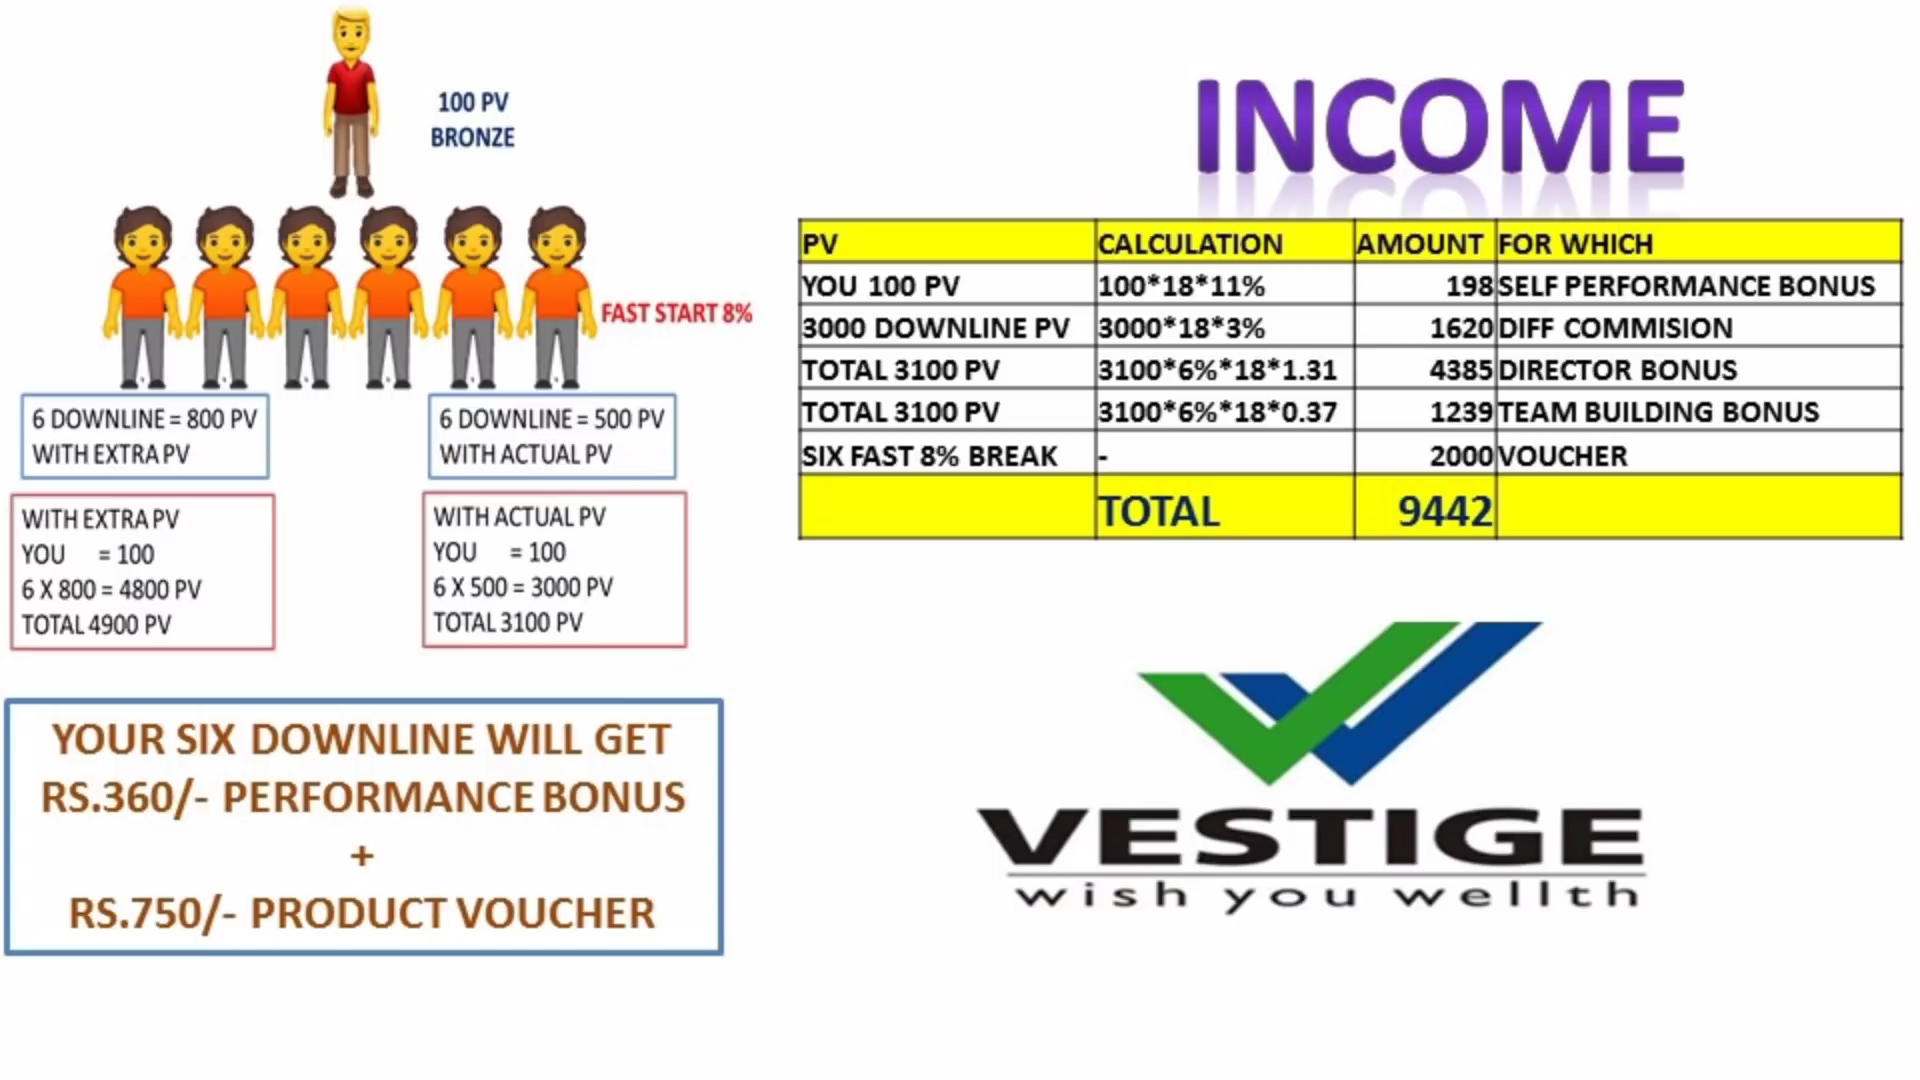 100 PV
BRONZE
FAST START 8%
6 DOWNLINE = 800 PV
WITH EXTRA PV
6 DOWNLINE = 500 PV
WITH ACTUAL PV
WITH EXTRA PV
YOU = 100
6 X 800 = 4800 PV
TOTAL 4900 PV
WITH ACTUAL PV
YOU = 100
6 X 500 = 3000 PV
TOTAL 3100 PV
YOUR SIX DOWNLINE WILL GET
RS.360/- PERFORMANCE BONUS
+
RS.750/- PRODUCT VOUCHER
INCOME
PV CALCULATION AMOUNT FOR WHICH
YOU 100 PV 100*18*11% 198 SELF PERFORMANCE BONUS
3000 DOWNLINE PV 3000*18*3% 1620 DIFF COMMISION
TOTAL 3100 PV 3100*6%*18*1.31 4385 DIRECTOR BONUS
TOTAL 3100 PV 3100*6%*18*0.37 1239 TEAM BUILDING BONUS
SIX FAST 8% BREAK - 2000 VOUCHER
TOTAL 9442
VESTIGE
wish you wellth